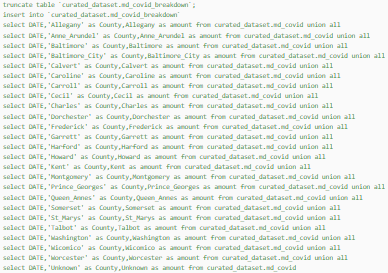 truncate table `curated_dataset.md_covid_breakdown`;
insert into `curated_dataset.md_covid_breakdown`
select DATE,'Allegany' as County,Allegany as amount from curated_dataset.md_covid union all
select DATE,'Anne_Arundel' as County,Anne_Arundel as amount from curated_dataset.md_covid union all
select DATE,'Baltimore' as County,Baltimore as amount from curated_dataset.md_covid union all
select DATE,'Baltimore_City' as County,Baltimore_City as amount from curated_dataset.md_covid union all
select DATE,'Calvert' as County,Calvert as amount from curated_dataset.md_covid union all
select DATE,'Caroline' as County,Caroline as amount from curated_dataset.md_covid union all
select DATE,'Carroll' as County,Carroll as amount from curated_dataset.md_covid union all
select DATE,'Cecil' as County,Cecil as amount from curated_dataset.md_covid union all
select DATE,'Charles' as County,Charles as amount from curated_dataset.md_covid union all
select DATE,'Dorchester' as County,Dorchester as amount from curated_dataset.md_covid union all
select DATE,'Frederick' as County,Frederick as amount from curated_dataset.md_covid union all
select DATE,'Garrett' as County,Garrett as amount from curated_dataset.md_covid union all
select DATE,'Harford' as County,Harford as amount from curated_dataset.md_covid union all
select DATE,'Howard' as County,Howard as amount from curated_dataset.md_covid union all
select DATE,'Kent' as County,Kent as amount from curated_dataset.md_covid union all
select DATE,'Montgomery' as County,Montgomery as amount from curated_dataset.md_covid union all
select DATE,'Prince_Georges' as County,Prince_Georges as amount from curated_dataset.md_covid union all
select DATE,'Queen_Annes' as County,Queen_Annes as amount from curated_dataset.md_covid union all
select DATE,'Somerset' as County,Somerset as amount from curated_dataset.md_covid union all
select DATE,'St_Marys' as County,St_Marys as amount from curated_dataset.md_covid union all
select DATE,'Talbot' as County,Talbot as amount from curated_dataset.md_covid union all
select DATE,'Washington' as County,Washington as amount from curated_dataset.md_covid union all
select DATE,'Wicomico' as County,Wicomico as amount from curated_dataset.md_covid union all
select DATE,'Worcester' as County,Worcester as amount from curated_dataset.md_covid union all
select DATE,'Unknown' as County,Unknown as amount from curated_dataset.md_covid